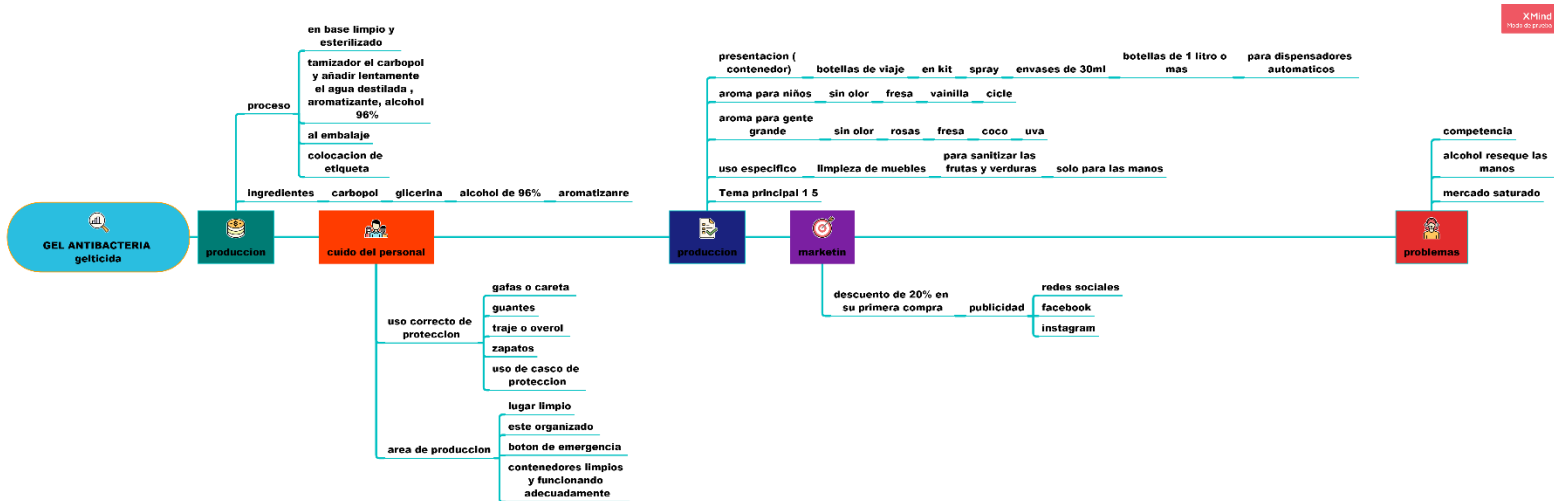 XMind
Modo de prueba
en base limpio y
esterilizado
tamizador el carbopol
y añadir lentamente
el agua destilada ,
aromatizante, alcohol
96%
proceso
al embalaje
colocacion de
etiqueta
ingredientes carbopol glicerina alcohol de 96% aromatizanre
GEL ANTIBACTERIA
gelticida
produccion
cuido del personal
uso correcto de
proteccion
gafas o careta
guantes
traje o overol
zapatos
uso de casco de
proteccion
area de produccion
lugar limpio
este organizado
boton de emergencia
contenedores limpios
y funcionando
adecuadamente
presentacion (
contenedor)
botellas de viaje en kit spray envases de 30ml
botellas de 1 litro o
mas
para dispensadores
automaticos
aroma para niños sin olor fresa vainilla cicle
aroma para gente
grande
sin olor rosas fresa coco uva
uso especifico limpieza de muebles
para sanitizar las
frutas y verduras
solo para las manos
Tema principal 1 5
produccion
marketin
descuento de 20% en
su primera compra
publicidad
redes sociales
facebook
instagram
competencia
alcohol reseque las
manos
mercado saturado
problemas